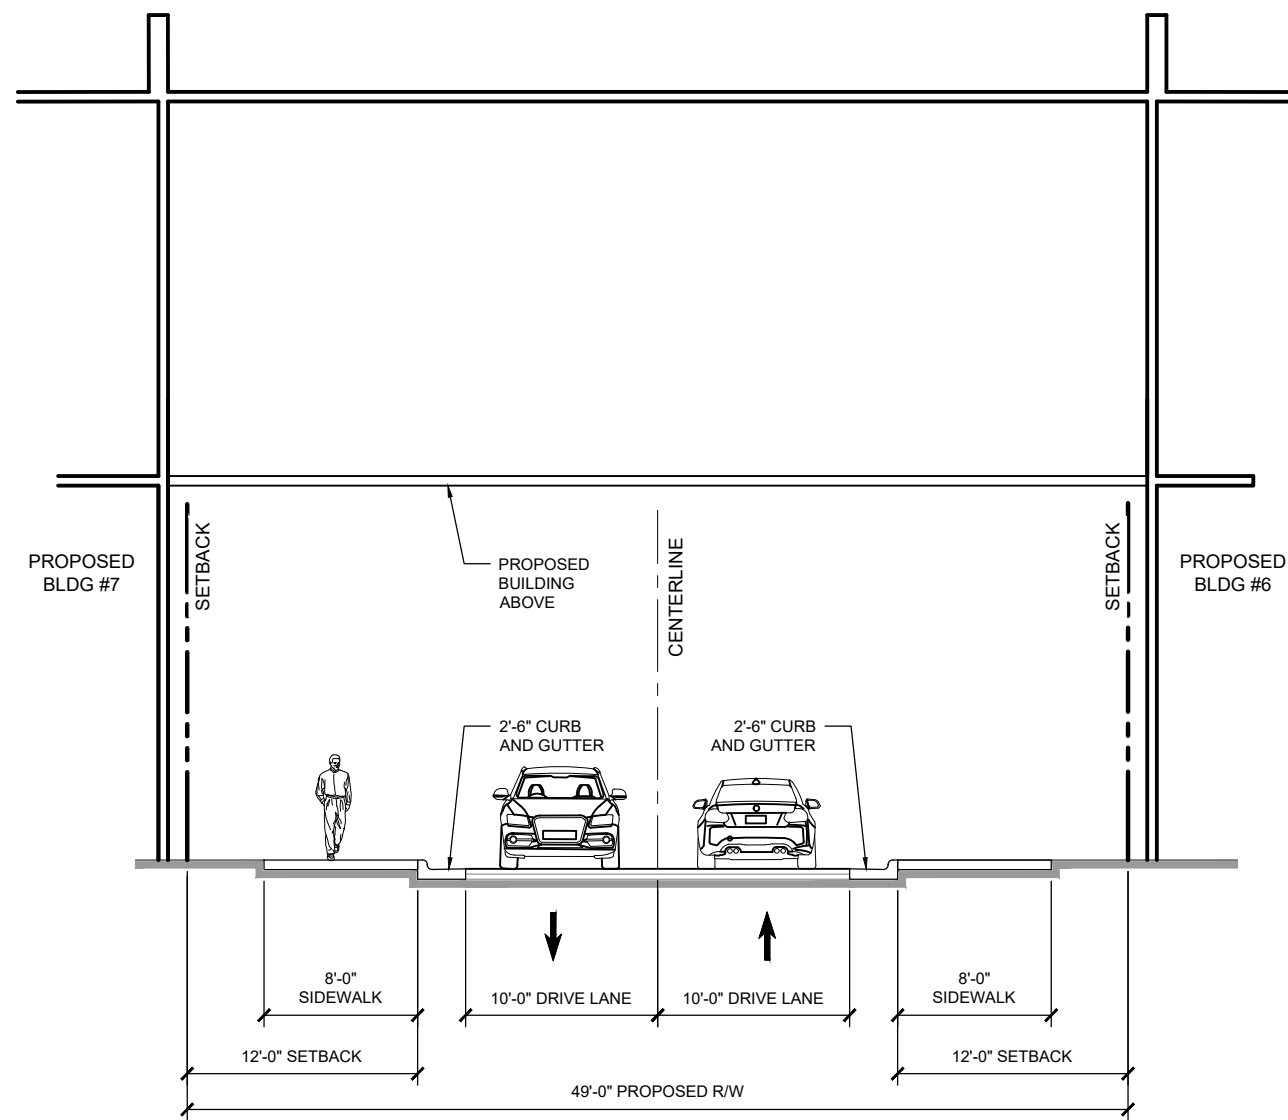 PROPOSED
BLDG #7
SETBACK
PROPOSED
BUILDING
ABOVE
CENTERLINE
SETBACK
PROPOSED
BLDG #6
2'-6" CURB
AND GUTTER
2'-6" CURB
AND GUTTER
8'-0"
SIDEWALK
10'-0" DRIVE LANE
10'-0" DRIVE LANE
8'-0"
SIDEWALK
12'-0" SETBACK
12'-0" SETBACK
49'-0" PROPOSED R/W